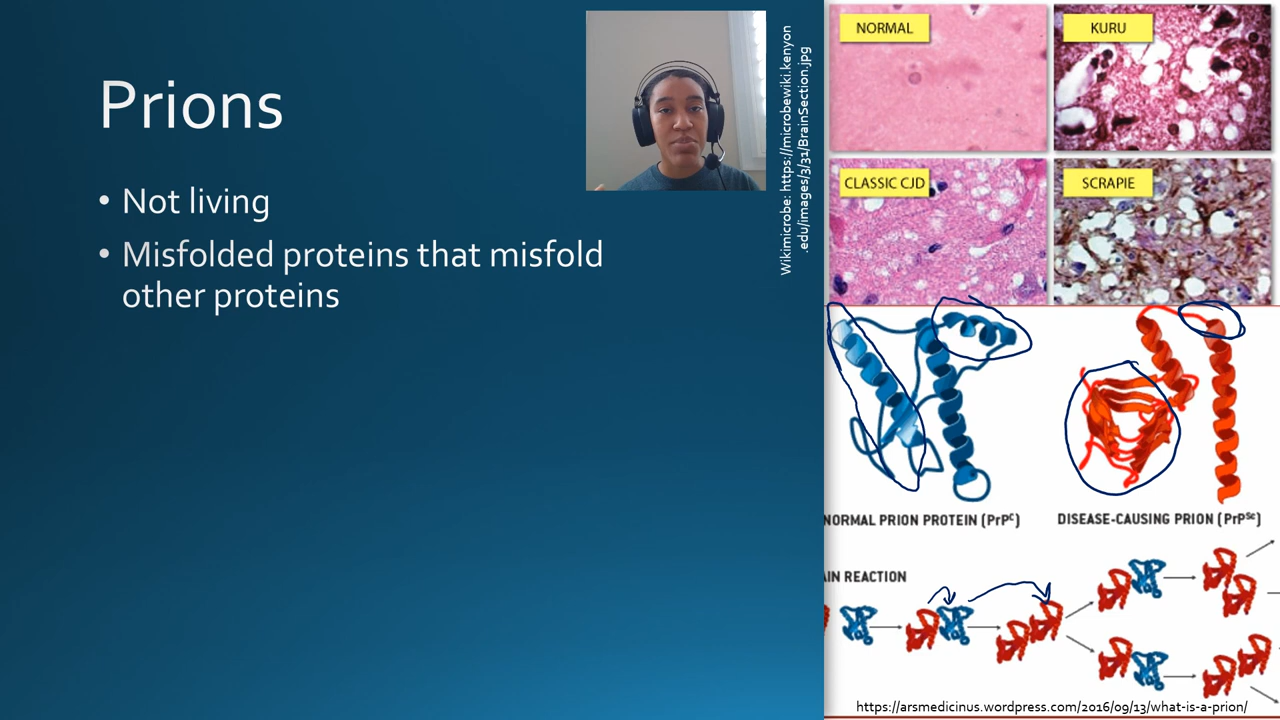 Prions
• Not living
• Misfolded proteins that misfold
other proteins
Wikimicrobe: https://microbewiki.kenyon
.edu/images/3/31/BrainSection.jpg
NORMAL
KURU
CLASSIC CJD
SCRAPIE
NORMAL PRION PROTEIN (PrPᶜ)
DISEASE-CAUSING PRION (PrPˢᶜ)
AIN REACTION
https://arsmedicinus.wordpress.com/2016/09/13/what-is-a-prion/